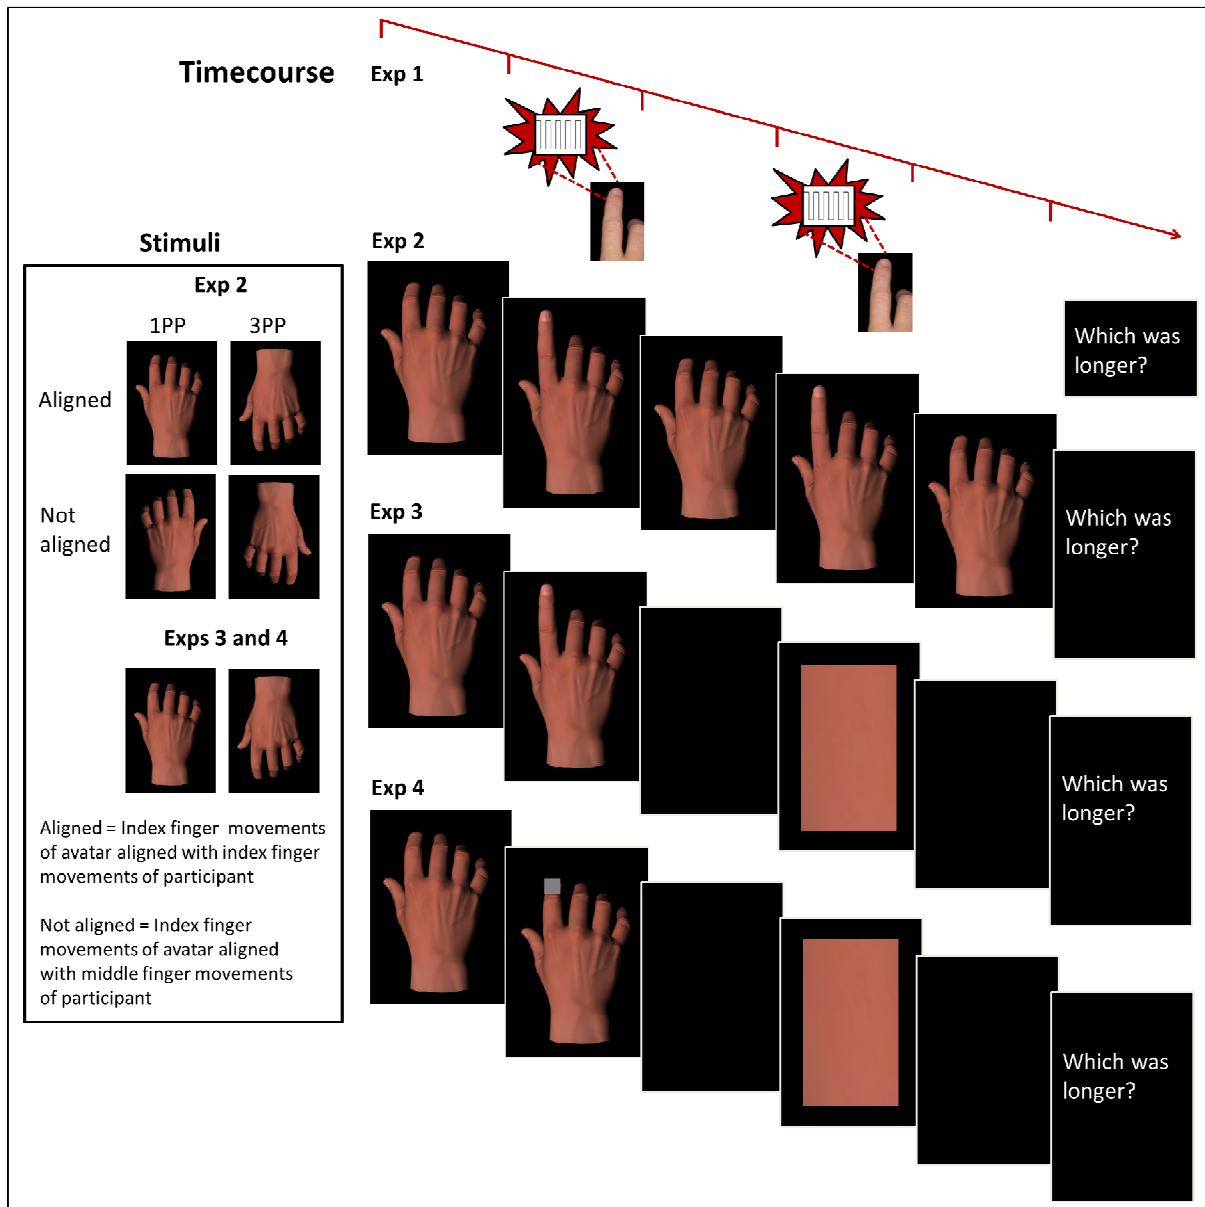 Timecourse
Exp 1
Stimuli
Exp 2
1PP
3PP
Aligned
Not
aligned
Exps 3 and 4
Aligned = Index finger movements
of avatar aligned with index finger
movements of participant
Not aligned = Index finger
movements of avatar aligned
with middle finger movements
of participant
Exp 2
Which was
longer?
Which was
longer?
Exp 3
Which was
longer?
Exp 4
Which was
longer?